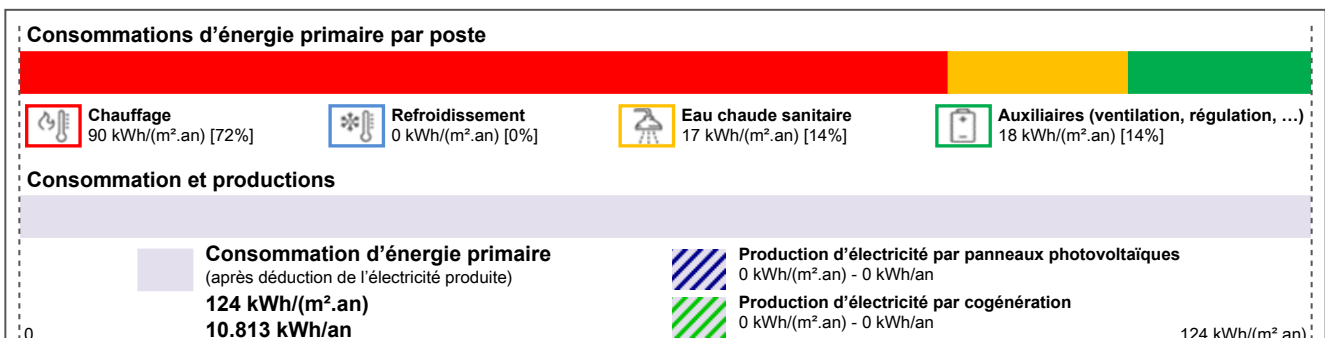 Consommations d’énergie primaire par poste
Chauffage
90 kWh/(m².an) [72%]
Refroidissement
0 kWh/(m².an) [0%]
Eau chaude sanitaire
17 kWh/(m².an) [14%]
Auxiliaires (ventilation, régulation, …)
18 kWh/(m².an) [14%]
Consommation et productions
Consommation d’énergie primaire
(après déduction de l’électricité produite)
124 kWh/(m².an)
10.813 kWh/an
Production d’électricité par panneaux photovoltaïques
0 kWh/(m².an) - 0 kWh/an
Production d’électricité par cogénération
0 kWh/(m².an) - 0 kWh/an
0
124 kWh/(m².an)